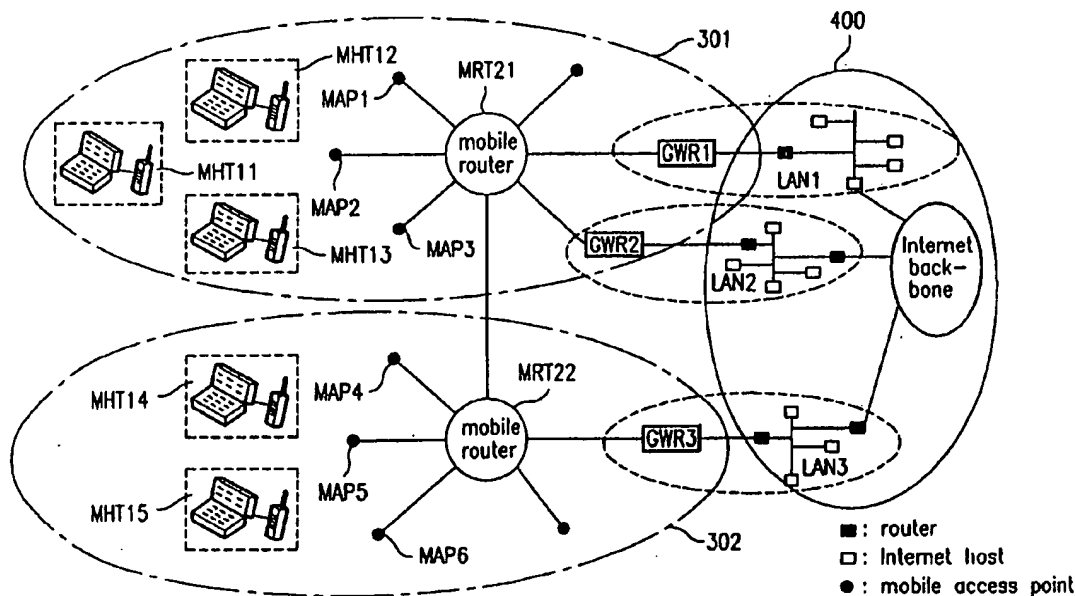 301
400
MHT12
MAP1
MRT21
mobile
router
GWR1
LAN1
MHT11
MAP2
MAP3
MHT13
GWR2
LAN2
Internet
back-
bone
MHT14
MAP4
MRT22
mobile
router
GWR3
LAN3
MAP5
MHT15
MAP6
302
: router
: Internet host
: mobile access point